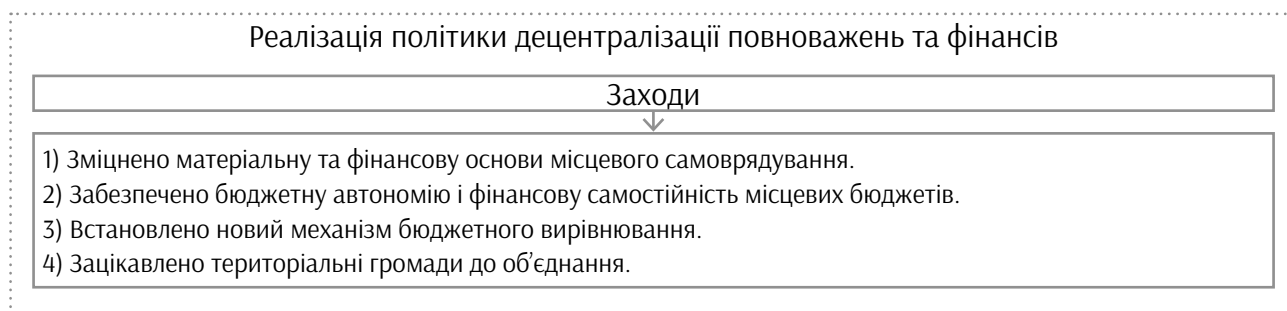 Реалізація політики децентралізації повноважень та фінансів
Заходи
1) Зміцнено матеріальну та фінансову основи місцевого самоврядування.
2) Забезпечено бюджетну автономію і фінансову самостійність місцевих бюджетів.
3) Встановлено новий механізм бюджетного вирівнювання.
4) Зацікавлено територіальні громади до об’єднання.